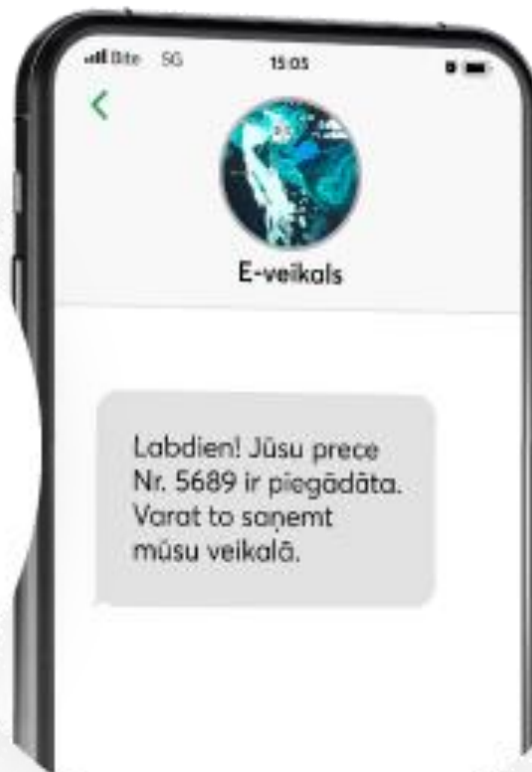 Bite 5G 15:05
E-veikals
Labdien! Jūsu prece
Nr. 5689 ir piegādāta.
Varat to saņemt
mūsu veikalā.